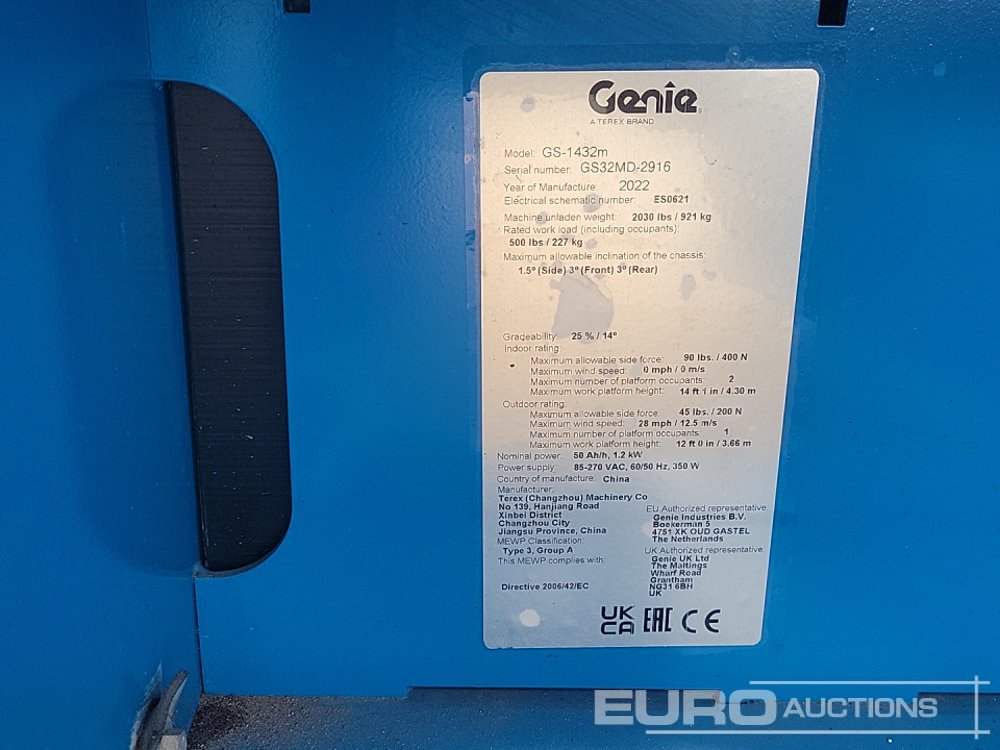 Genie
A TEREX BRAND
Model: GS-1432m
Serial number: GS32MD-2916
Year of Manufacture: 2022
Electrical schematic number: ES0621
Machine unladen weight: 2030 lbs / 921 kg
Rated work load (including occupants):
500 lbs / 227 kg
Maximum allowable inclination of the chassis:
1.5º (Side) 3º (Front) 3º (Rear)
Gradeability: 25 % / 14º
Indoor rating:
Maximum allowable side force: 90 lbs. / 400 N
Maximum wind speed: 0 mph / 0 m/s
Maximum number of platform occupants: 2
Maximum work platform height: 14 ft 1 in / 4.30 m
Outdoor rating:
Maximum allowable side force: 45 lbs. / 200 N
Maximum wind speed: 28 mph / 12.5 m/s
Maximum number of platform occupants: 1
Maximum work platform height: 12 ft 0 in / 3.66 m
Nominal power: 50 Ah/h, 1.2 kW
Power supply: 85-270 VAC, 60/50 Hz, 350 W
Country of manufacture: China
Manufacturer:
Terex (Changzhou) Machinery Co
No 139, Hanjiang Road
Xinbei District
Changzhou City
Jiangsu Province, China
MEWP Classification:
Type 3, Group A
This MEWP complies with:
Directive 2006/42/EC
EU Authorized representative:
Genie Industries B.V.
Boekerman 5
4751 XK OUD GASTEL
The Netherlands
UK Authorized representative:
Genie UK Ltd
The Maltings
Wharf Road
Grantham
NG31 6BH
UK
UK CA EAC CE
EURO AUCTIONS